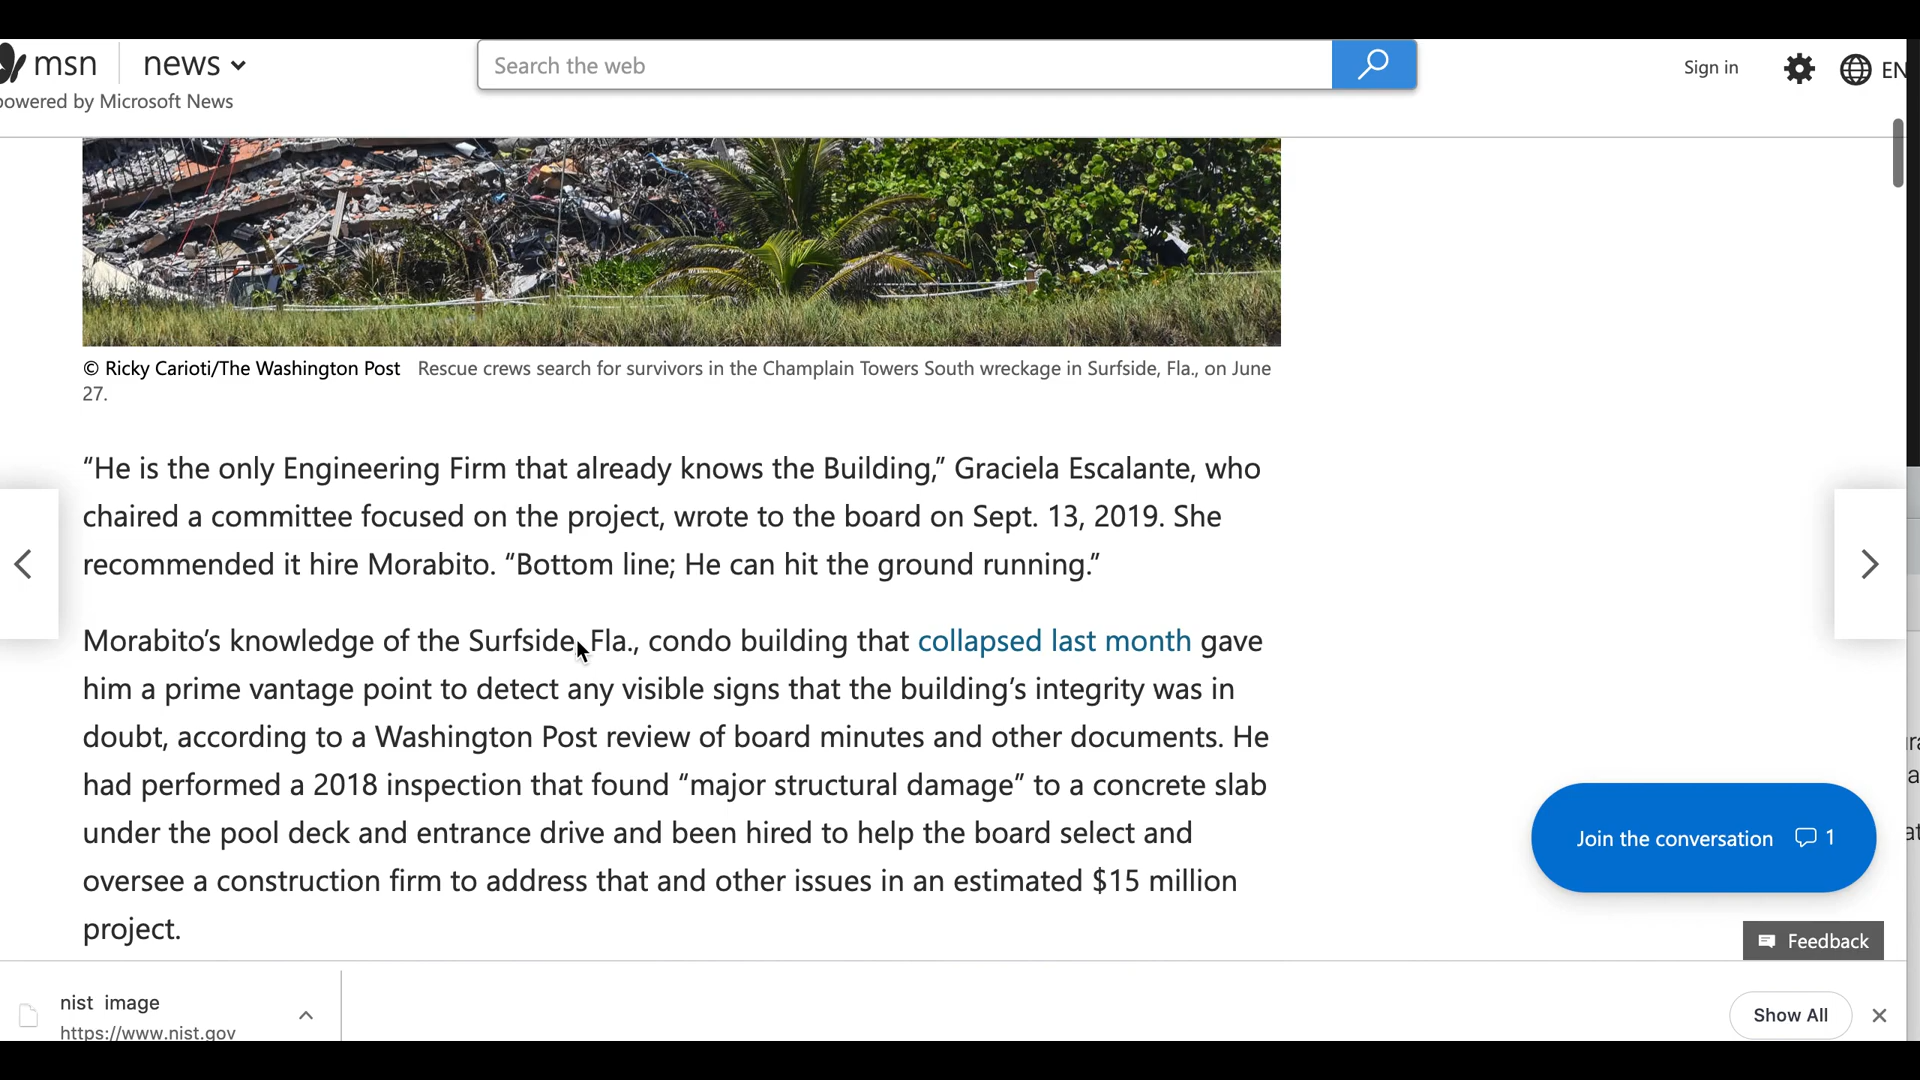 msn news
powered by Microsoft News
Search the web
Sign in
EN
© Ricky Carioti/The Washington Post Rescue crews search for survivors in the Champlain Towers South wreckage in Surfside, Fla., on June
27.
“He is the only Engineering Firm that already knows the Building,” Graciela Escalante, who
chaired a committee focused on the project, wrote to the board on Sept. 13, 2019. She
recommended it hire Morabito. “Bottom line; He can hit the ground running.”
Morabito’s knowledge of the Surfside, Fla., condo building that collapsed last month gave
him a prime vantage point to detect any visible signs that the building’s integrity was in
doubt, according to a Washington Post review of board minutes and other documents. He
had performed a 2018 inspection that found “major structural damage” to a concrete slab
under the pool deck and entrance drive and been hired to help the board select and
oversee a construction firm to address that and other issues in an estimated $15 million
project.
Join the conversation 1
Feedback
nist image
https://www.nist.gov
Show All